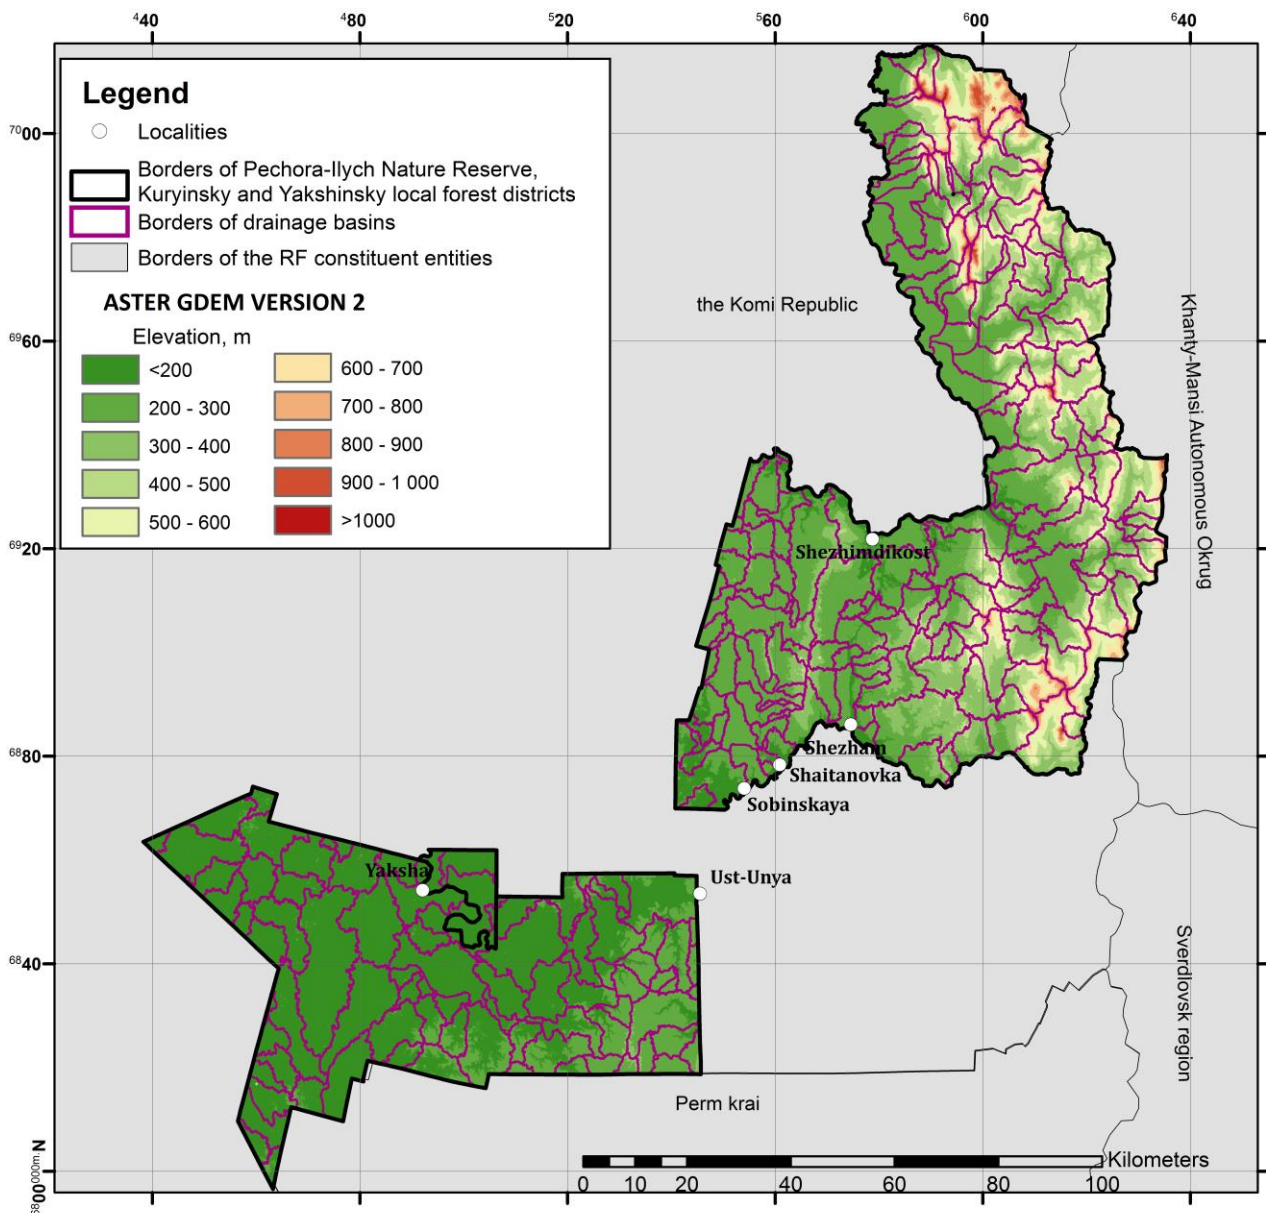 ⁴40 ⁴80 ⁵20 ⁵60 ⁶00 ⁶40
Legend
Localities
Borders of Pechora-Ilych Nature Reserve,
Kuryinsky and Yakshinsky local forest districts
Borders of drainage basins
Borders of the RF constituent entities
ASTER GDEM VERSION 2
Elevation, m
<200
200 - 300
300 - 400
400 - 500
500 - 600
600 - 700
700 - 800
800 - 900
900 - 1 000
>1000
⁷⁰00
⁶⁹60
⁶⁹20
⁶⁸80
⁶⁸40
⁶⁸00⁰⁰⁰ᵐ·N
the Komi Republic
Khanty-Mansi Autonomous Okrug
Shezhimdikost
Shezham
Shaitanovka
Sobinskaya
Yaksha
Ust-Unya
Sverdlovsk region
Perm krai
Kilometers
0 10 20 40 60 80 100